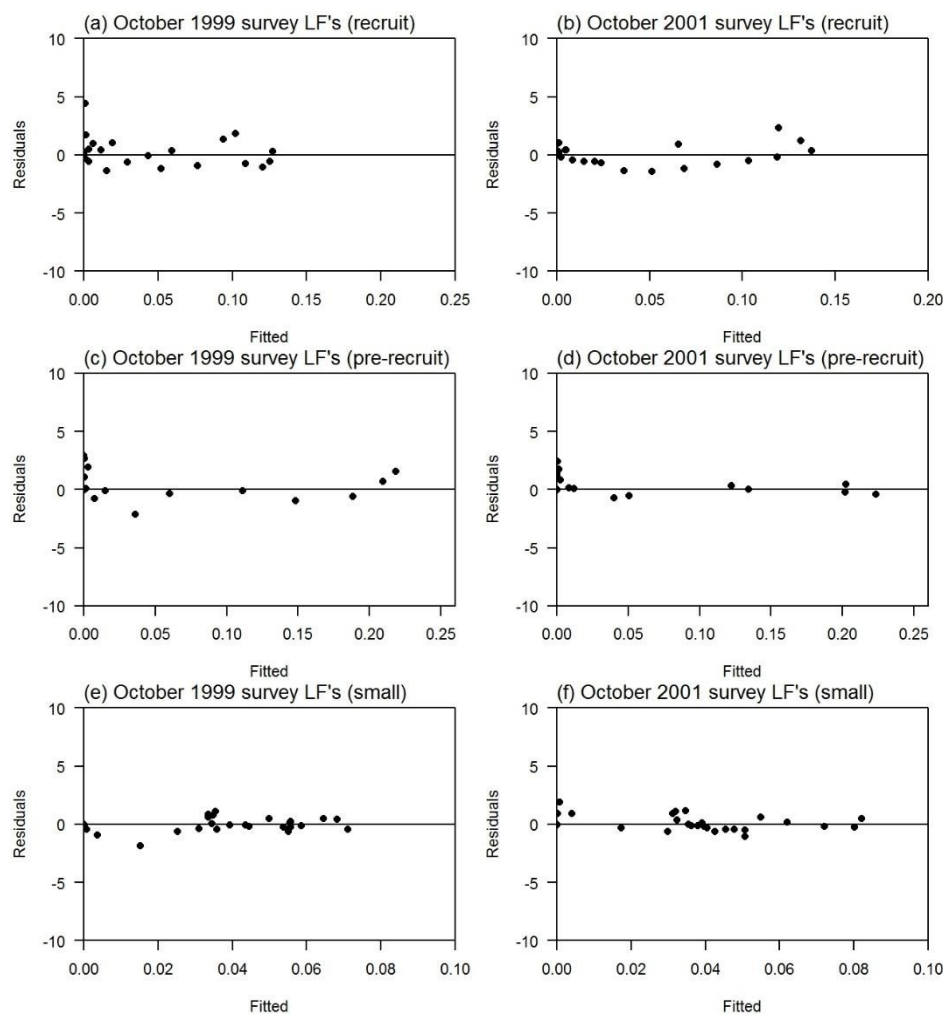 (a) October 1999 survey LF's (recruit)
10
5
0
-5
-10
Residuals
0.00 0.05 0.10 0.15 0.20 0.25
Fitted
(b) October 2001 survey LF's (recruit)
10
5
0
-5
-10
Residuals
0.00 0.05 0.10 0.15 0.20
Fitted
(c) October 1999 survey LF's (pre-recruit)
10
5
0
-5
-10
Residuals
0.00 0.05 0.10 0.15 0.20 0.25
Fitted
(d) October 2001 survey LF's (pre-recruit)
10
5
0
-5
-10
Residuals
0.00 0.05 0.10 0.15 0.20 0.25
Fitted
(e) October 1999 survey LF's (small)
10
5
0
-5
-10
Residuals
0.00 0.02 0.04 0.06 0.08 0.10
Fitted
(f) October 2001 survey LF's (small)
10
5
0
-5
-10
Residuals
0.00 0.02 0.04 0.06 0.08 0.10
Fitted